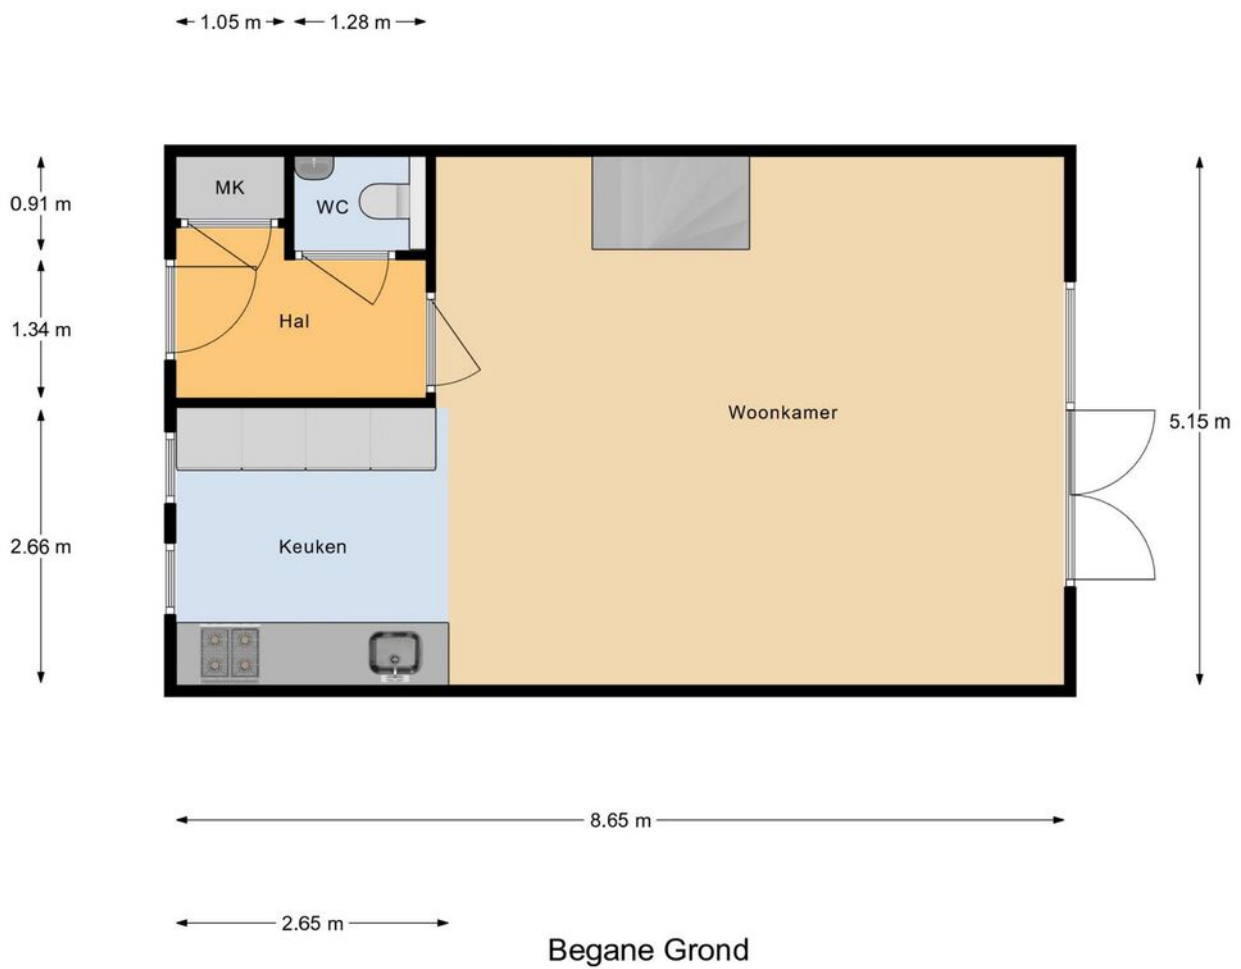 1.05 m
1.28 m
MK
WC
0.91 m
Hal
1.34 m
Woonkamer
5.15 m
Keuken
2.66 m
8.65 m
2.65 m
Begane Grond